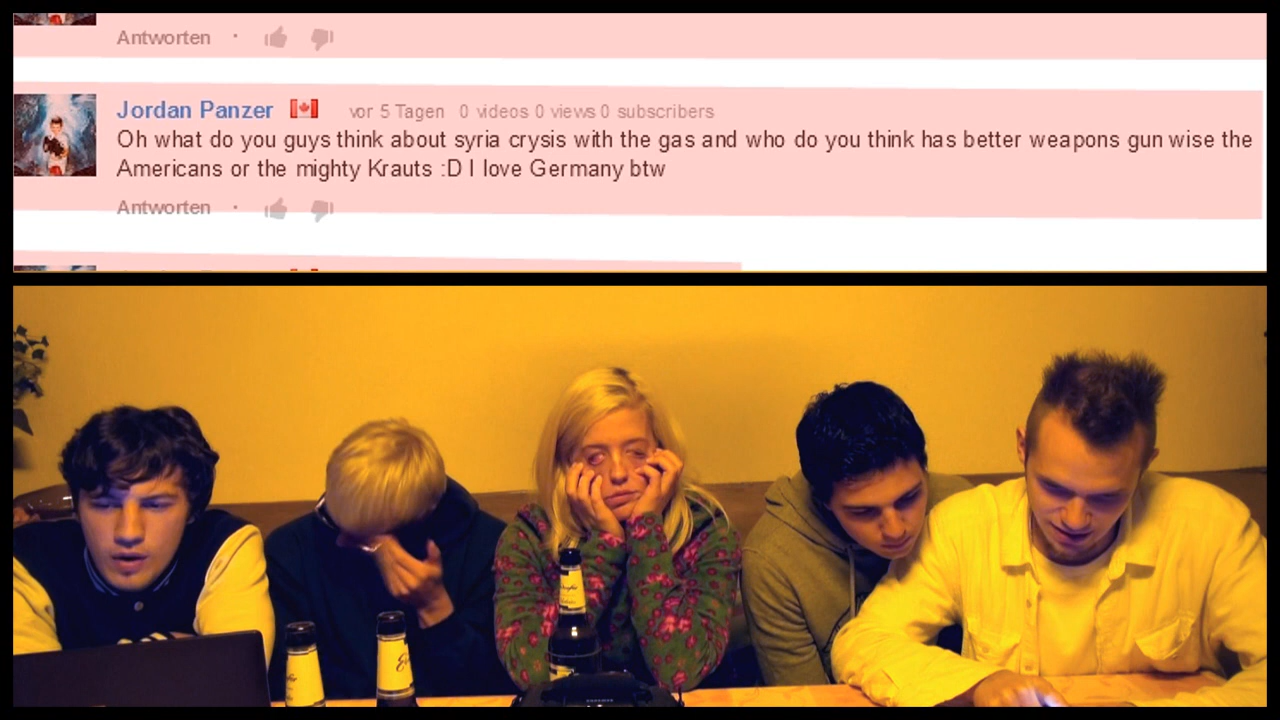 Antworten ·
Jordan Panzer vor 5 Tagen 0 videos 0 views 0 subscribers
Oh what do you guys think about syria crysis with the gas and who do you think has better weapons gun wise the
Americans or the mighty Krauts :D I love Germany btw
Antworten ·